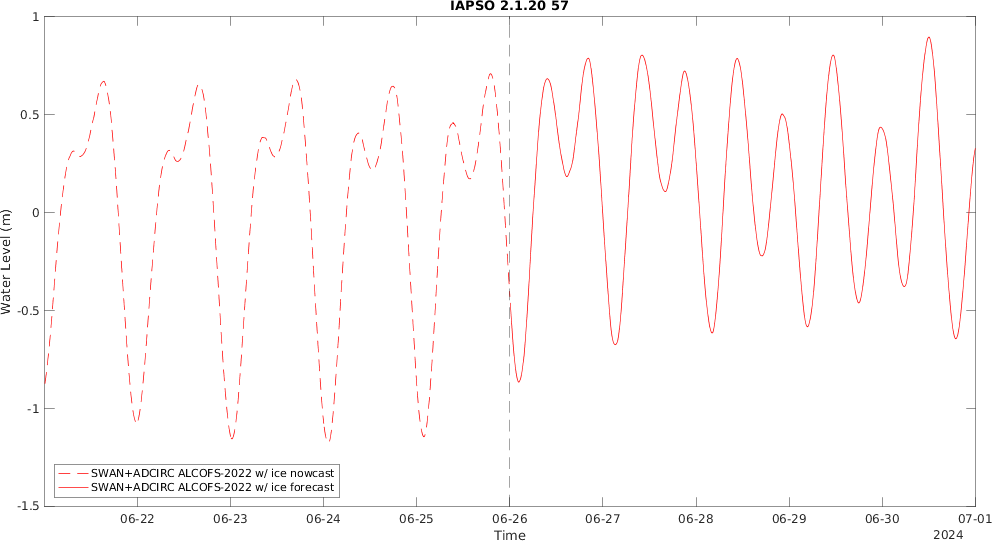 IAPSO 2.1.20 57
1
0.5
0
-0.5
-1
-1.5
Water Level (m)
SWAN+ADCIRC ALCOFS-2022 w/ ice nowcast
SWAN+ADCIRC ALCOFS-2022 w/ ice forecast
06-22 06-23 06-24 06-25 06-26 06-27 06-28 06-29 06-30 07-01
Time
2024